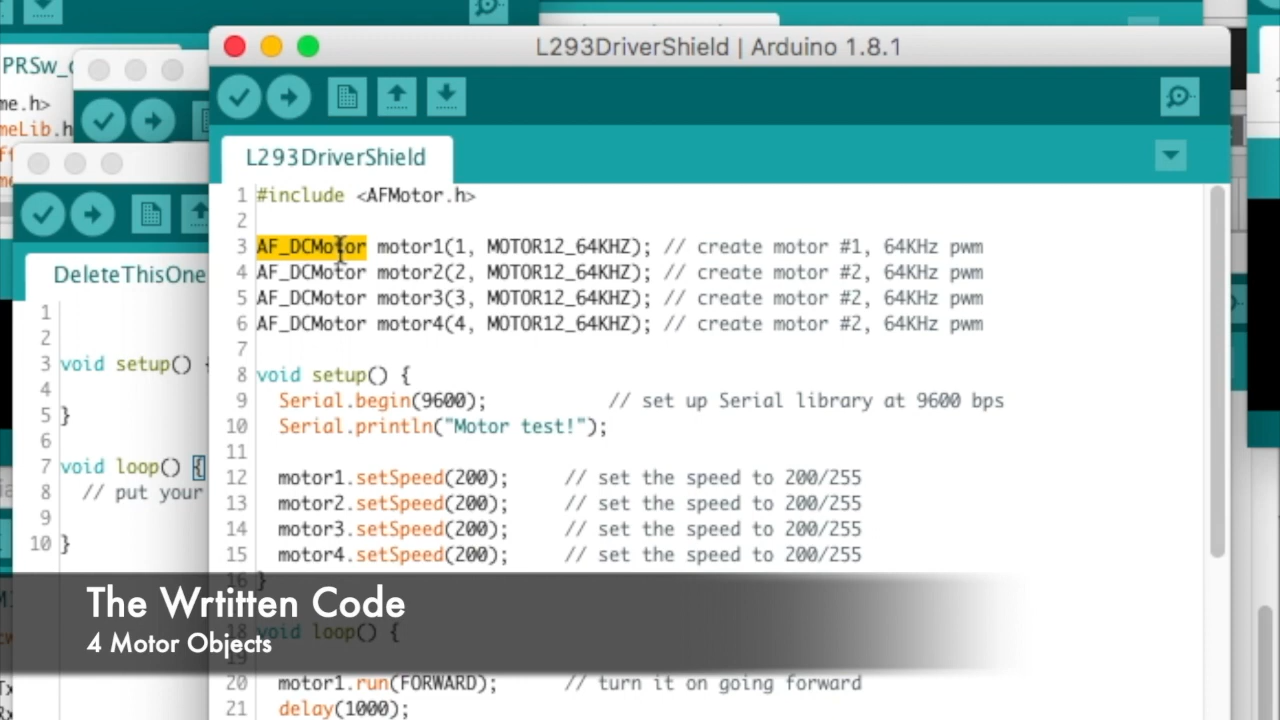 L293DriverShield | Arduino 1.8.1
PRSw_
me.h>
meLib.h
L293DriverShield
1 #include <AFMotor.h>
2
3 AF_DCMotor motor1(1, MOTOR12_64KHZ); // create motor #1, 64KHz pwm
4 AF_DCMotor motor2(2, MOTOR12_64KHZ); // create motor #2, 64KHz pwm
5 AF_DCMotor motor3(3, MOTOR12_64KHZ); // create motor #2, 64KHz pwm
6 AF_DCMotor motor4(4, MOTOR12_64KHZ); // create motor #2, 64KHz pwm
7
8 void setup() {
9 Serial.begin(9600); // set up Serial library at 9600 bps
10 Serial.println("Motor test!");
11
12 motor1.setSpeed(200); // set the speed to 200/255
13 motor2.setSpeed(200); // set the speed to 200/255
14 motor3.setSpeed(200); // set the speed to 200/255
15 motor4.setSpeed(200); // set the speed to 200/255
16 }
18 void loop() {
19
20 motor1.run(FORWARD); // turn it on going forward
21 delay(1000);
DeleteThisOne
1
2
3 void setup() {
4
5 }
6
7 void loop() {
8 // put your
9
10 }
The Wrtitten Code
4 Motor Objects